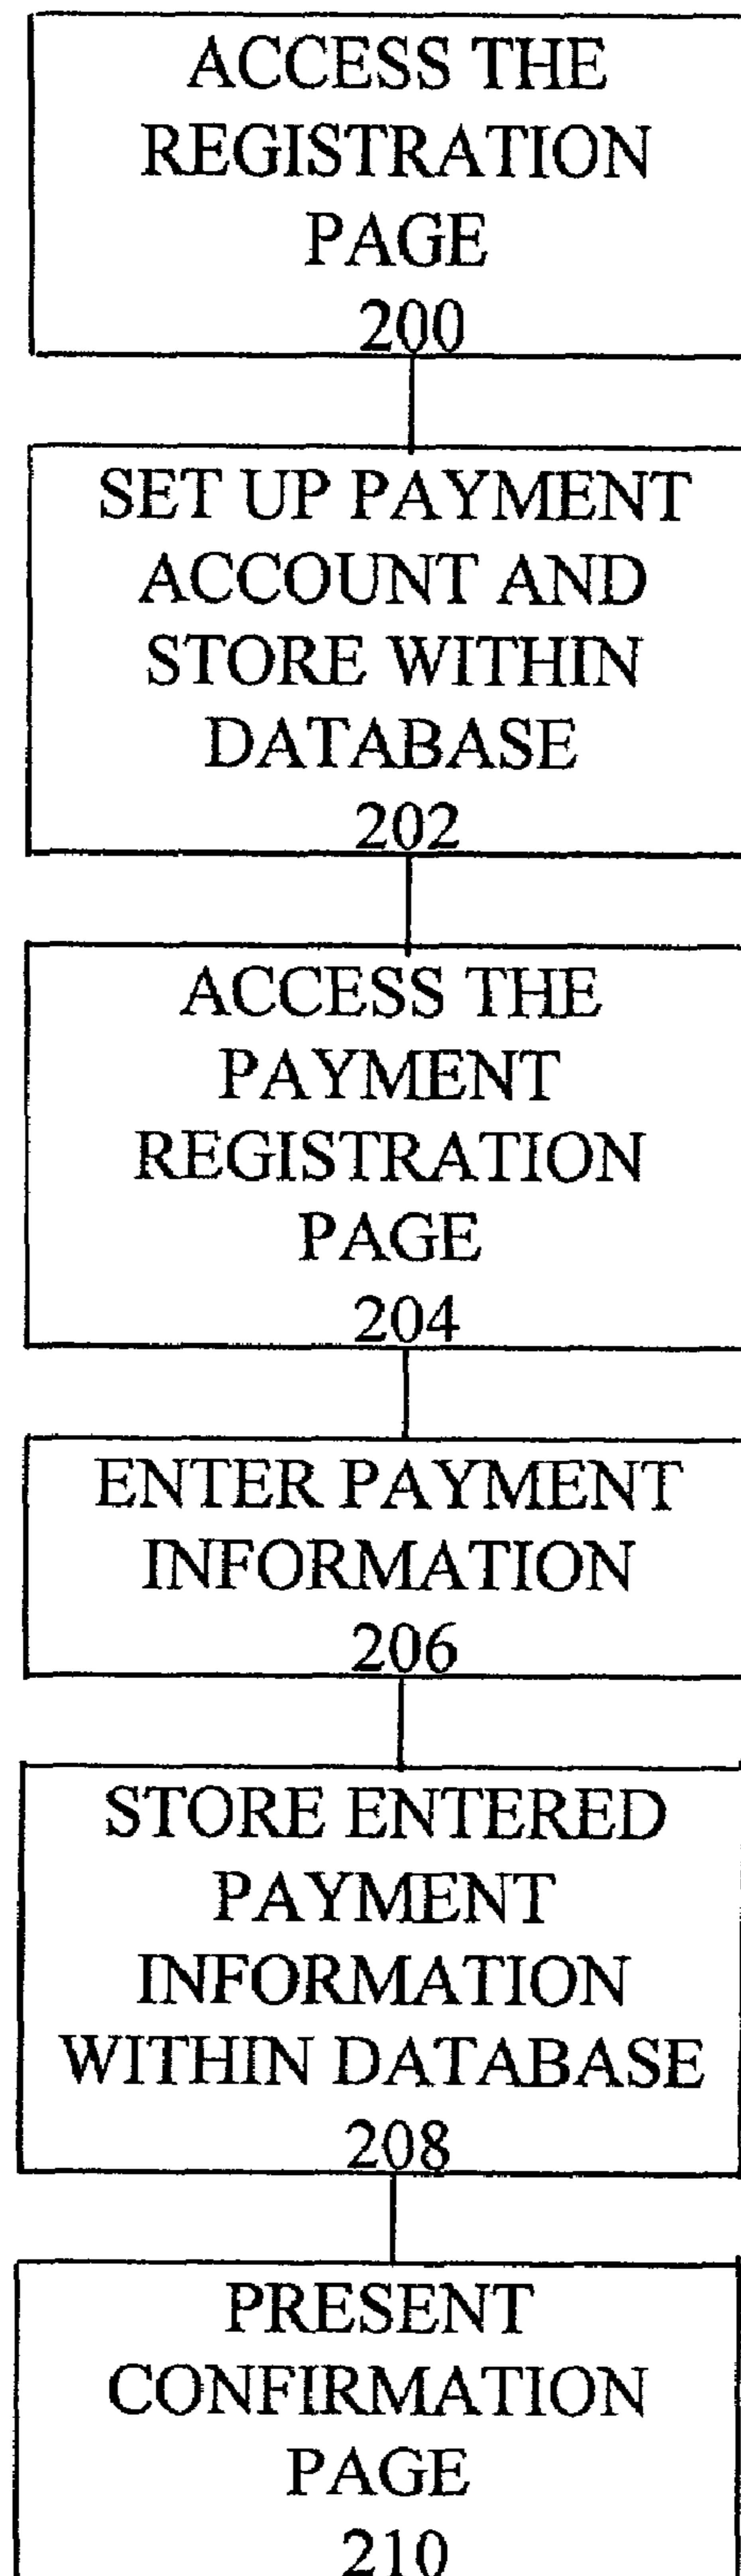 ACCESS THE
REGISTRATION
PAGE
200
SET UP PAYMENT
ACCOUNT AND
STORE WITHIN
DATABASE
202
ACCESS THE
PAYMENT
REGISTRATION
PAGE
204
ENTER PAYMENT
INFORMATION
206
STORE ENTERED
PAYMENT
INFORMATION
WITHIN DATABASE
208
PRESENT
CONFIRMATION
PAGE
210